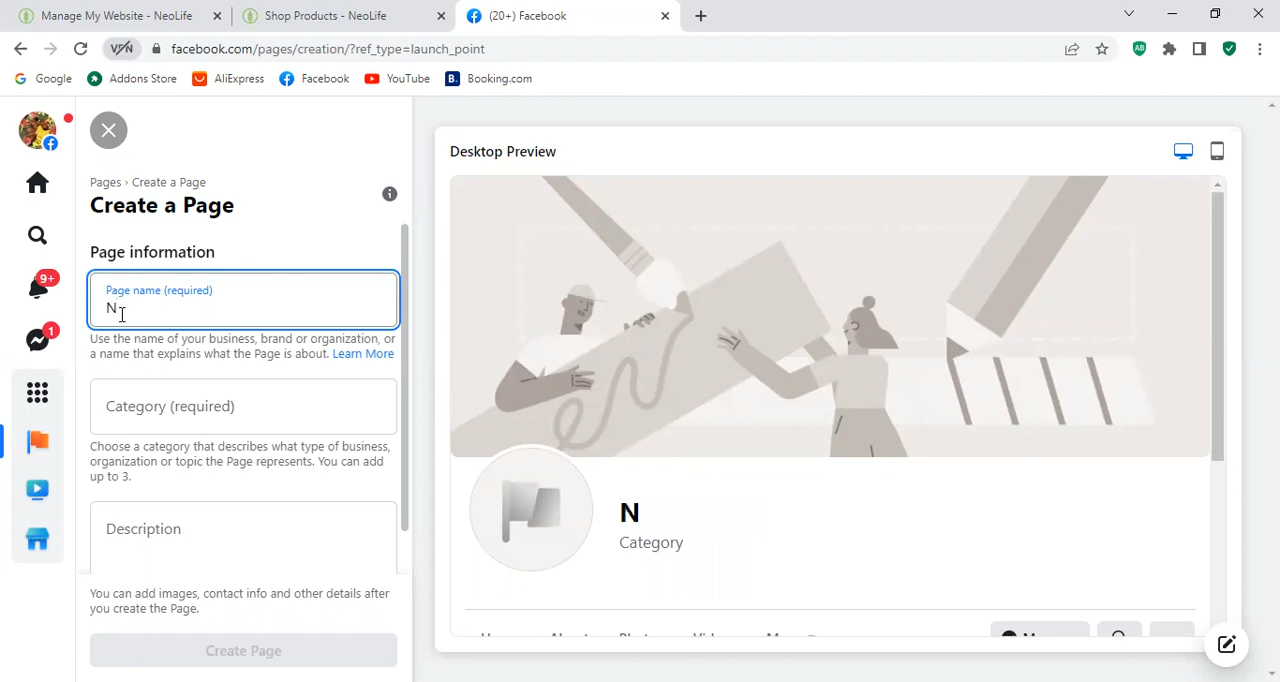 Manage My Website - NeoLife
Shop Products - NeoLife
(20+) Facebook
VPN
facebook.com/pages/creation/?ref_type=launch_point
AB
G Google
Addons Store
AliExpress
Facebook
YouTube
B. Booking.com
Pages › Create a Page
Create a Page
Page information
Page name (required)
N
Use the name of your business, brand or organization, or
a name that explains what the Page is about. Learn More
Category (required)
Choose a category that describes what type of business,
organization or topic the Page represents. You can add
up to 3.
Description
You can add images, contact info and other details after
you create the Page.
Create Page
9+
1
Desktop Preview
N
Category